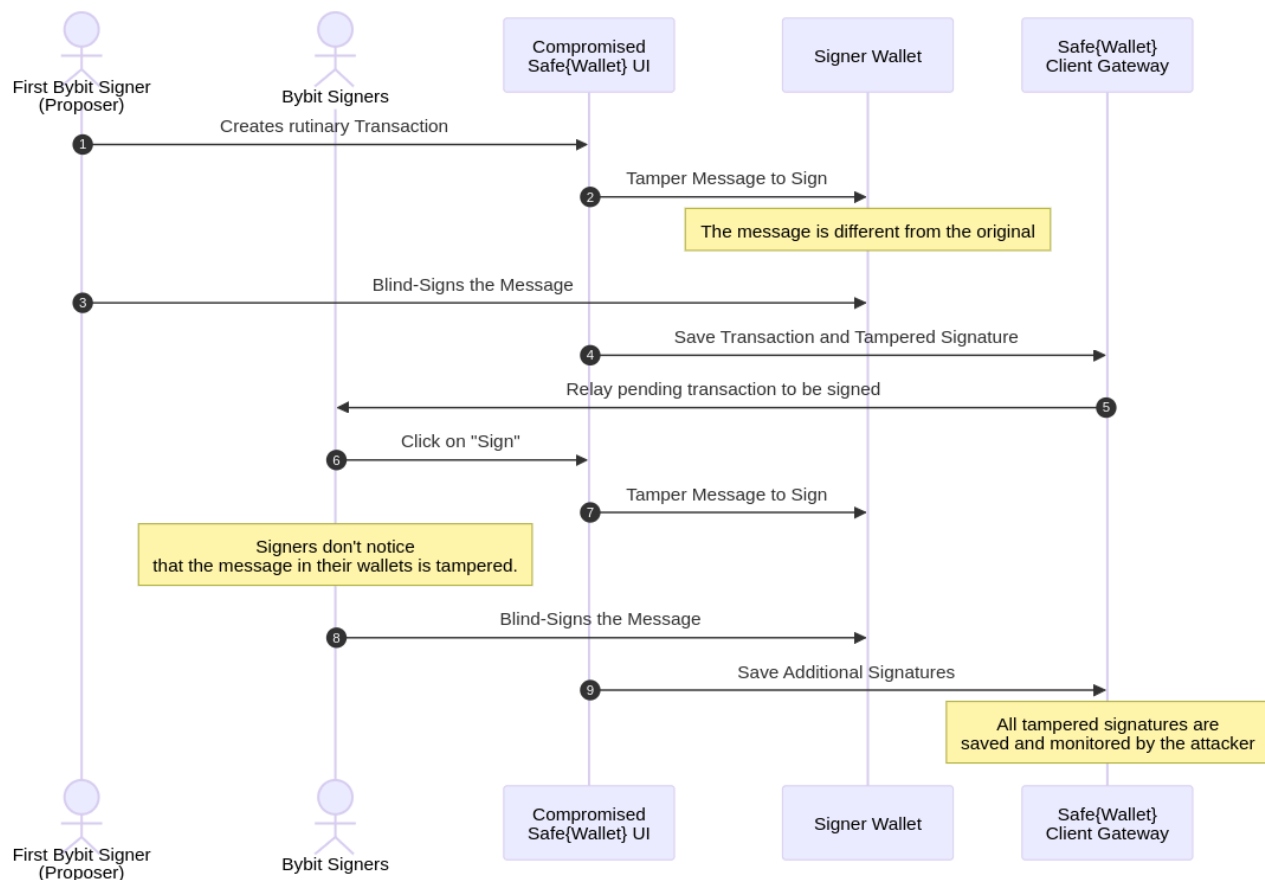 First Bybit Signer
(Proposer)
Bybit Signers
Compromised
Safe{Wallet} UI
Signer Wallet
Safe{Wallet}
Client Gateway
1
Creates rutinary Transaction
2
Tamper Message to Sign
The message is different from the original
3
Blind-Signs the Message
4
Save Transaction and Tampered Signature
Relay pending transaction to be signed
5
6
Click on "Sign"
7
Tamper Message to Sign
Signers don't notice
that the message in their wallets is tampered.
8
Blind-Signs the Message
9
Save Additional Signatures
All tampered signatures are
saved and monitored by the attacker
First Bybit Signer
(Proposer)
Bybit Signers
Compromised
Safe{Wallet} UI
Signer Wallet
Safe{Wallet}
Client Gateway